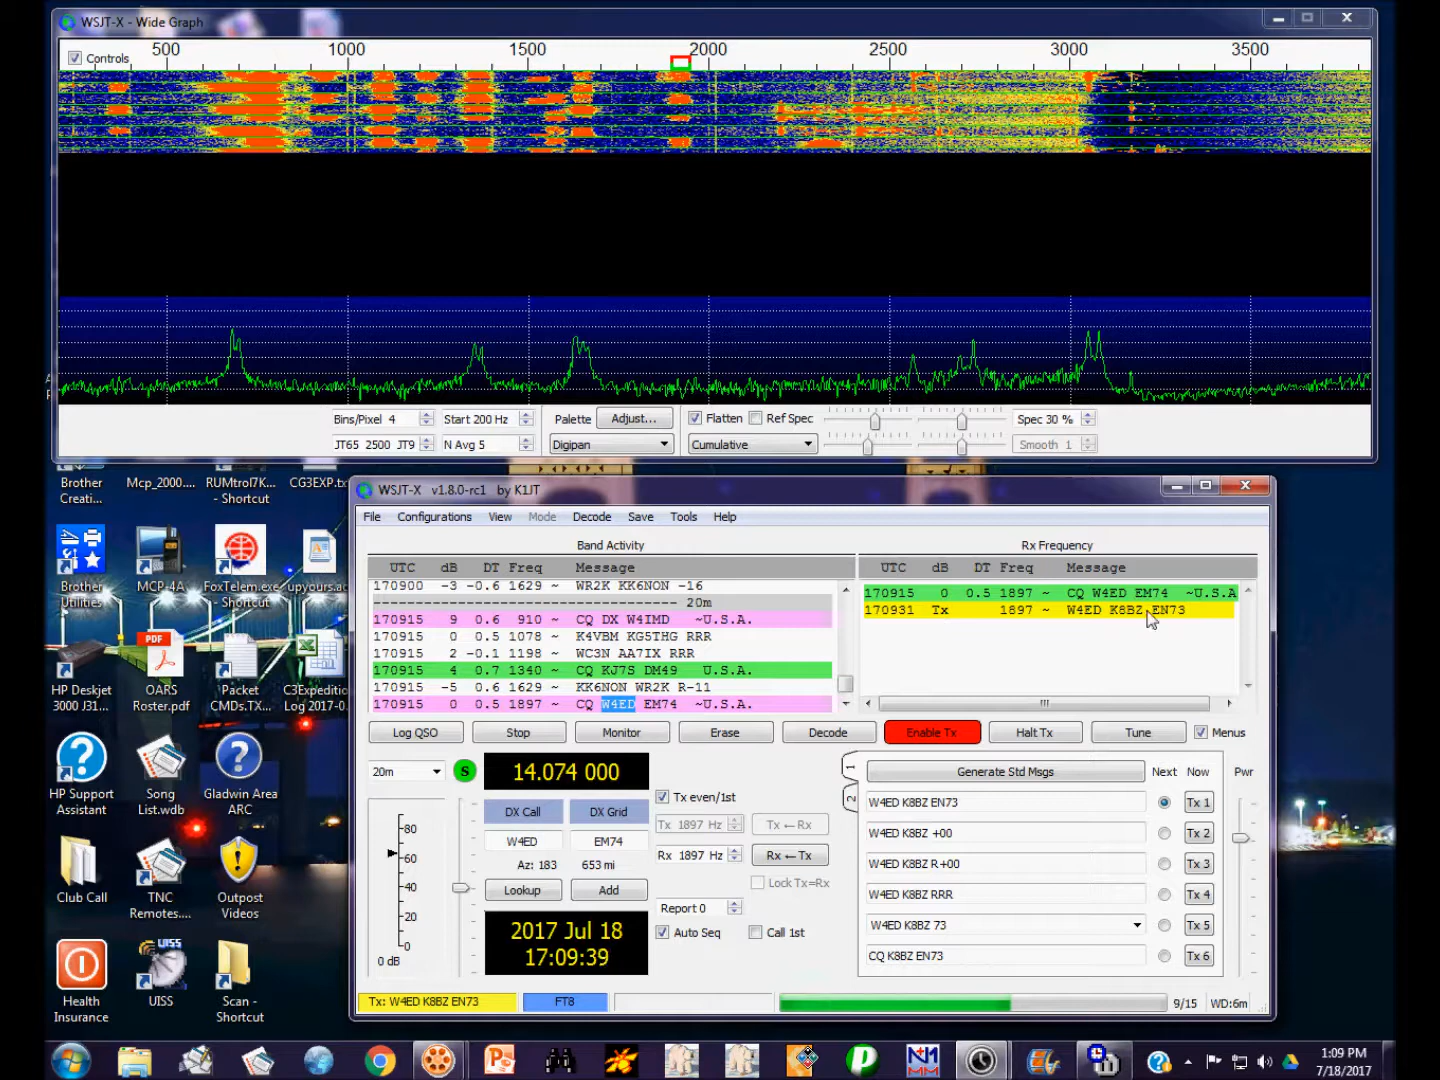 WSJT-X - Wide Graph
Controls
500 1000 1500 2000 2500 3000 3500
Bins/Pixel 4 Start 200 Hz Palette Adjust... Flatten Ref Spec Spec 30 %
JT65 2500 JT9 N Avg 5 Digipan Cumulative Smooth 1
Brother Creati...
Mcp_2000....
RUMtrol7K... - Shortcut
CG3EXP.tx
Brother Utilities
MCP-4A
FoxTelem.exe - Shortcut
upyours.ac
HP Deskjet 3000 J31...
PDF
OARS Roster.pdf
Packet CMDs.TX...
C3Expedition Log 2017-0...
HP Support Assistant
Song List.wdb
Gladwin Area ARC
Club Call
TNC Remotes....
Outpost Videos
Health Insurance
UISS
UISS
Scan - Shortcut
WSJT-X v1.8.0-rc1 by K1JT
File Configurations View Mode Decode Save Tools Help
Band Activity
UTC dB DT Freq Message
170900 -3 -0.6 1629 ~ WR2K KK6NON -16
------------------------------------ 20m
170915 9 0.6 910 ~ CQ DX W4IMD ~U.S.A.
170915 0 0.5 1078 ~ K4VBM KG5THG RRR
170915 2 -0.1 1198 ~ WC3N AA7IX RRR
170915 4 0.7 1340 ~ CQ KJ7S DM49 U.S.A.
170915 -5 0.6 1629 ~ KK6NON WR2K R-11
170915 0 0.5 1897 ~ CQ W4ED EM74 ~U.S.A.
Rx Frequency
UTC dB DT Freq Message
170915 0 0.5 1897 ~ CQ W4ED EM74 ~U.S.A
170931 Tx 1897 ~ W4ED K8BZ EN73
Log QSO Stop Monitor Erase Decode Enable Tx Halt Tx Tune Menus
20m S 14.074 000
DX Call DX Grid
W4ED EM74
Az: 183 653 mi
Lookup Add
2017 Jul 18
17:09:39
-80
-60
-40
-20
-0
0 dB
Tx even/1st
Tx 1897 Hz Tx ← Rx
Rx 1897 Hz Rx ← Tx
Lock Tx=Rx
Report 0
Auto Seq Call 1st
1
2
Generate Std Msgs Next Now Pwr
W4ED K8BZ EN73 Tx 1
W4ED K8BZ +00 Tx 2
W4ED K8BZ R+00 Tx 3
W4ED K8BZ RRR Tx 4
W4ED K8BZ 73 Tx 5
CQ K8BZ EN73 Tx 6
Tx: W4ED K8BZ EN73 FT8 9/15 WD:6m
N1
MM
1:09 PM
7/18/2017